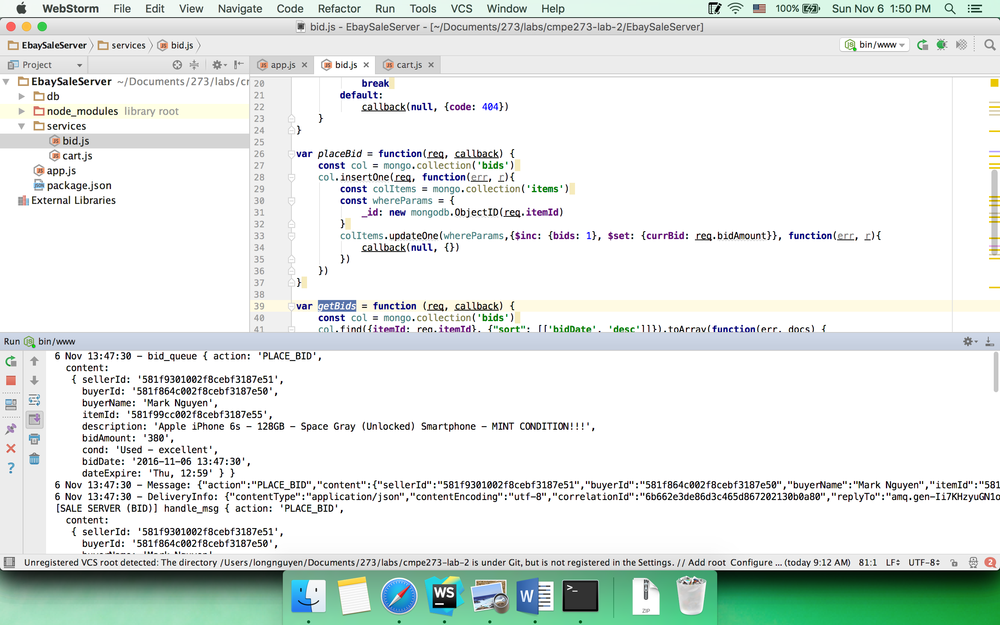 WebStorm File Edit View Navigate Code Refactor Run Tools VCS Window Help 100% Sun Nov 6 1:50 PM
bid.js - EbaySaleServer - [~/Documents/273/labs/cmpe273-lab-2/EbaySaleServer]
EbaySaleServer services JS bid.js JS bin/www
Project JS app.js JS bid.js JS cart.js
EbaySaleServer ~/Documents/273/labs/cr
db
node_modules library root
services
JS bid.js
JS cart.js
JS app.js
JSON package.json
External Libraries
20 break
21 default:
22 callback(null, {code: 404})
23 }
24 }
25
26 var placeBid = function(req, callback) {
27 const col = mongo.collection('bids')
28 col.insertOne(req, function(err, r){
29 const colItems = mongo.collection('items')
30 const whereParams = {
31 _id: new mongodb.ObjectID(req.itemId)
32 }
33 colItems.updateOne(whereParams,{$inc: {bids: 1}, $set: {currBid: req.bidAmount}}, function(err, r){
34 callback(null, {})
35 })
36 })
37 }
38
39 var getBids = function (req, callback) {
40 const col = mongo.collection('bids')
41 col.find({itemId: req.itemId}, {"sort": [['bidDate', 'desc']]}).toArray(function(err, docs) {
Run JS bin/www
6 Nov 13:47:30 - bid_queue { action: 'PLACE_BID',
content:
{ sellerId: '581f9301002f8cebf3187e51',
buyerId: '581f864c002f8cebf3187e50',
buyerName: 'Mark Nguyen',
itemId: '581f99cc002f8cebf3187e55',
description: 'Apple iPhone 6s - 128GB - Space Gray (Unlocked) Smartphone - MINT CONDITION!!!',
bidAmount: '380',
cond: 'Used - excellent',
bidDate: '2016-11-06 13:47:30',
dateExpire: 'Thu, 12:59' } }
6 Nov 13:47:30 - Message: {"action":"PLACE_BID","content":{"sellerId":"581f9301002f8cebf3187e51","buyerId":"581f864c002f8cebf3187e50","buyerName":"Mark Nguyen","itemId":"581
6 Nov 13:47:30 - DeliveryInfo: {"contentType":"application/json","contentEncoding":"utf-8","correlationId":"6b662e3de86d3c465d867202130b0a80","replyTo":"amq.gen-Ii7KHzyuGN1o
[SALE SERVER (BID)] handle_msg { action: 'PLACE_BID',
content:
{ sellerId: '581f9301002f8cebf3187e51',
buyerId: '581f864c002f8cebf3187e50',
buyerName: 'Mark Nguyen'
Unregistered VCS root detected: The directory /Users/longnguyen/Documents/273/labs/cmpe273-lab-2 is under Git, but is not registered in the Settings. // Add root Configure ... (today 9:12 AM) 81:1 LF UTF-8 2
WS W >_ ZIP